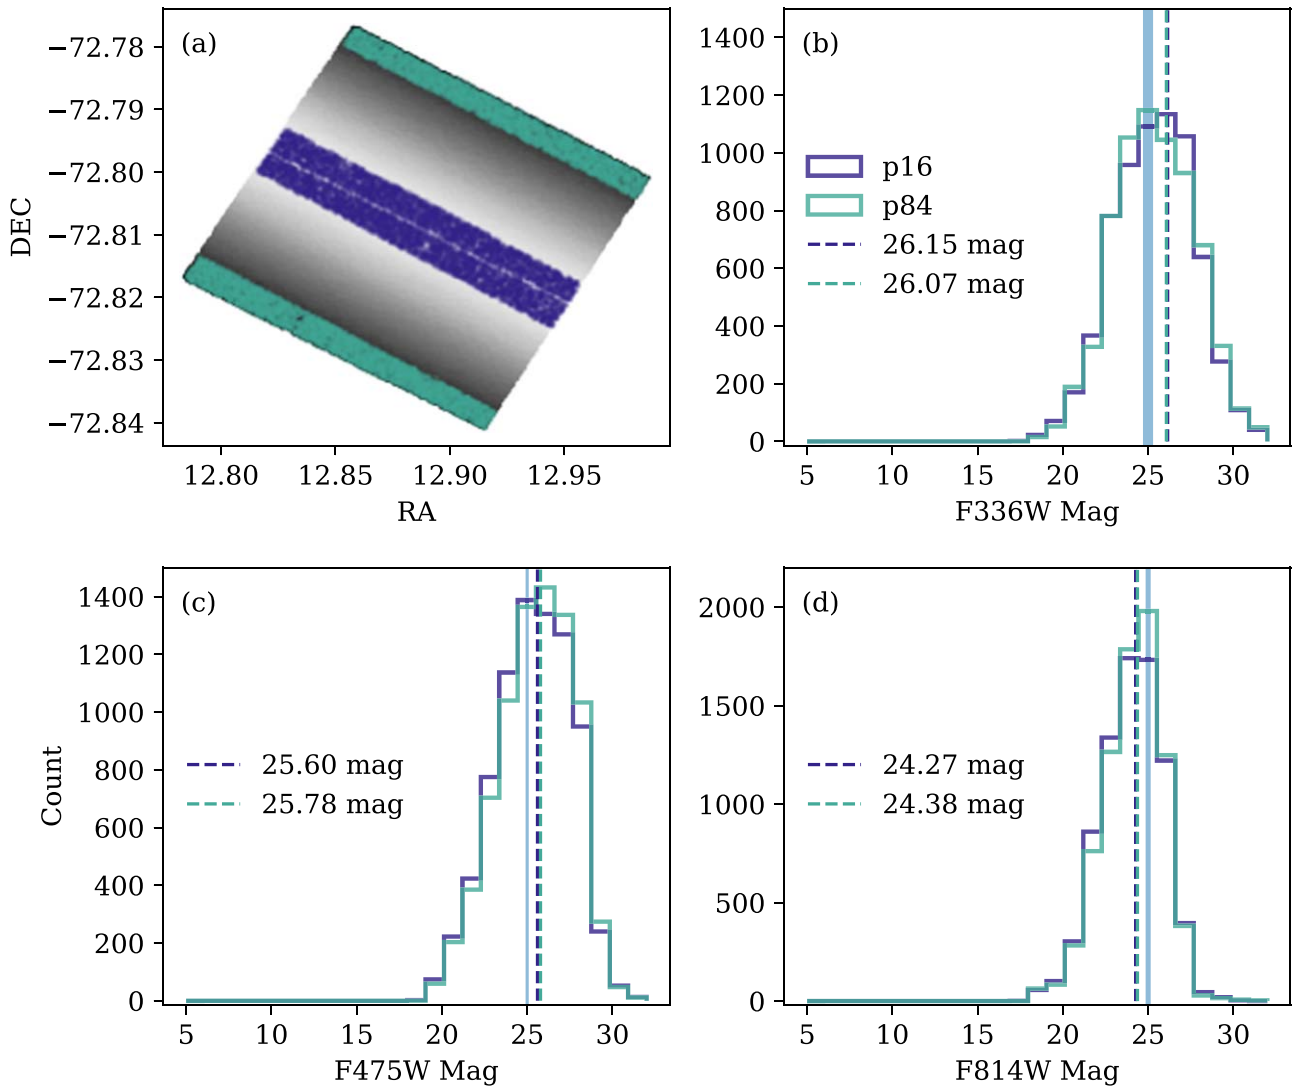 (a)
−72.78
−72.79
−72.80
−72.81
−72.82
−72.83
−72.84
DEC
12.80 12.85 12.90 12.95
RA
(b)
1400
1200
1000
800
600
400
200
0
p16
p84
26.15 mag
26.07 mag
5 10 15 20 25 30
F336W Mag
(c)
1400
1200
1000
800
600
400
200
0
Count
25.60 mag
25.78 mag
5 10 15 20 25 30
F475W Mag
(d)
2000
1500
1000
500
0
24.27 mag
24.38 mag
5 10 15 20 25 30
F814W Mag